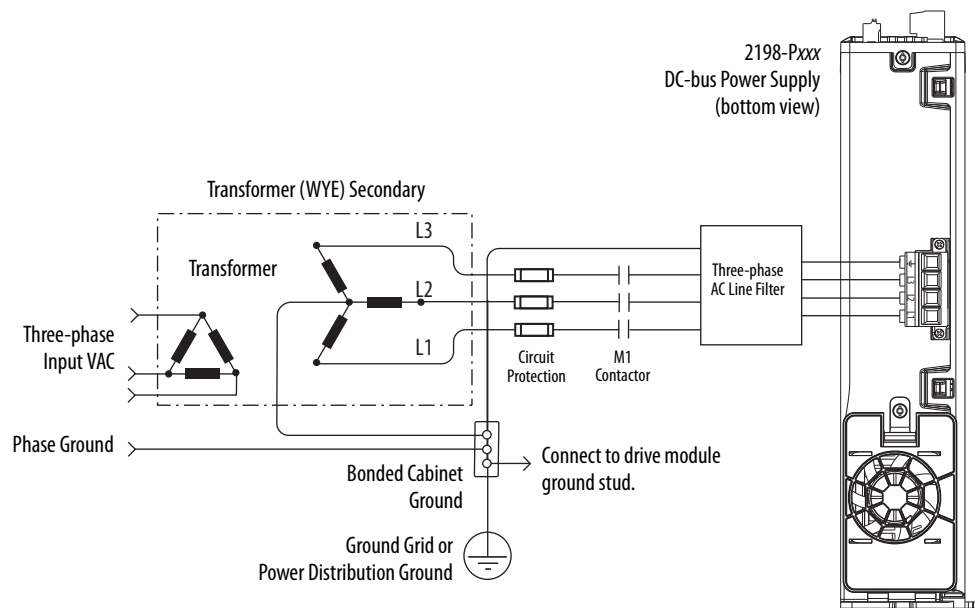 2198-Pxxx
DC-bus Power Supply
(bottom view)
Transformer (WYE) Secondary
L3
Transformer
L2
L1
Three-phase
Input VAC
Three-phase
AC Line Filter
Circuit
Protection
M1
Contactor
Phase Ground
Bonded Cabinet
Ground
Connect to drive module
ground stud.
Ground Grid or
Power Distribution Ground